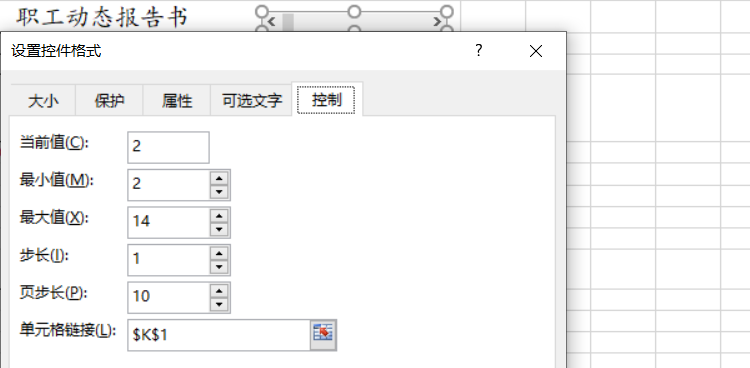 职工动态报告书
设置控件格式
大小 保护 属性 可选文字 控制
当前值(C): 2
最小值(M): 2
最大值(X): 14
步长(I): 1
页步长(P): 10
单元格链接(L): $K$1